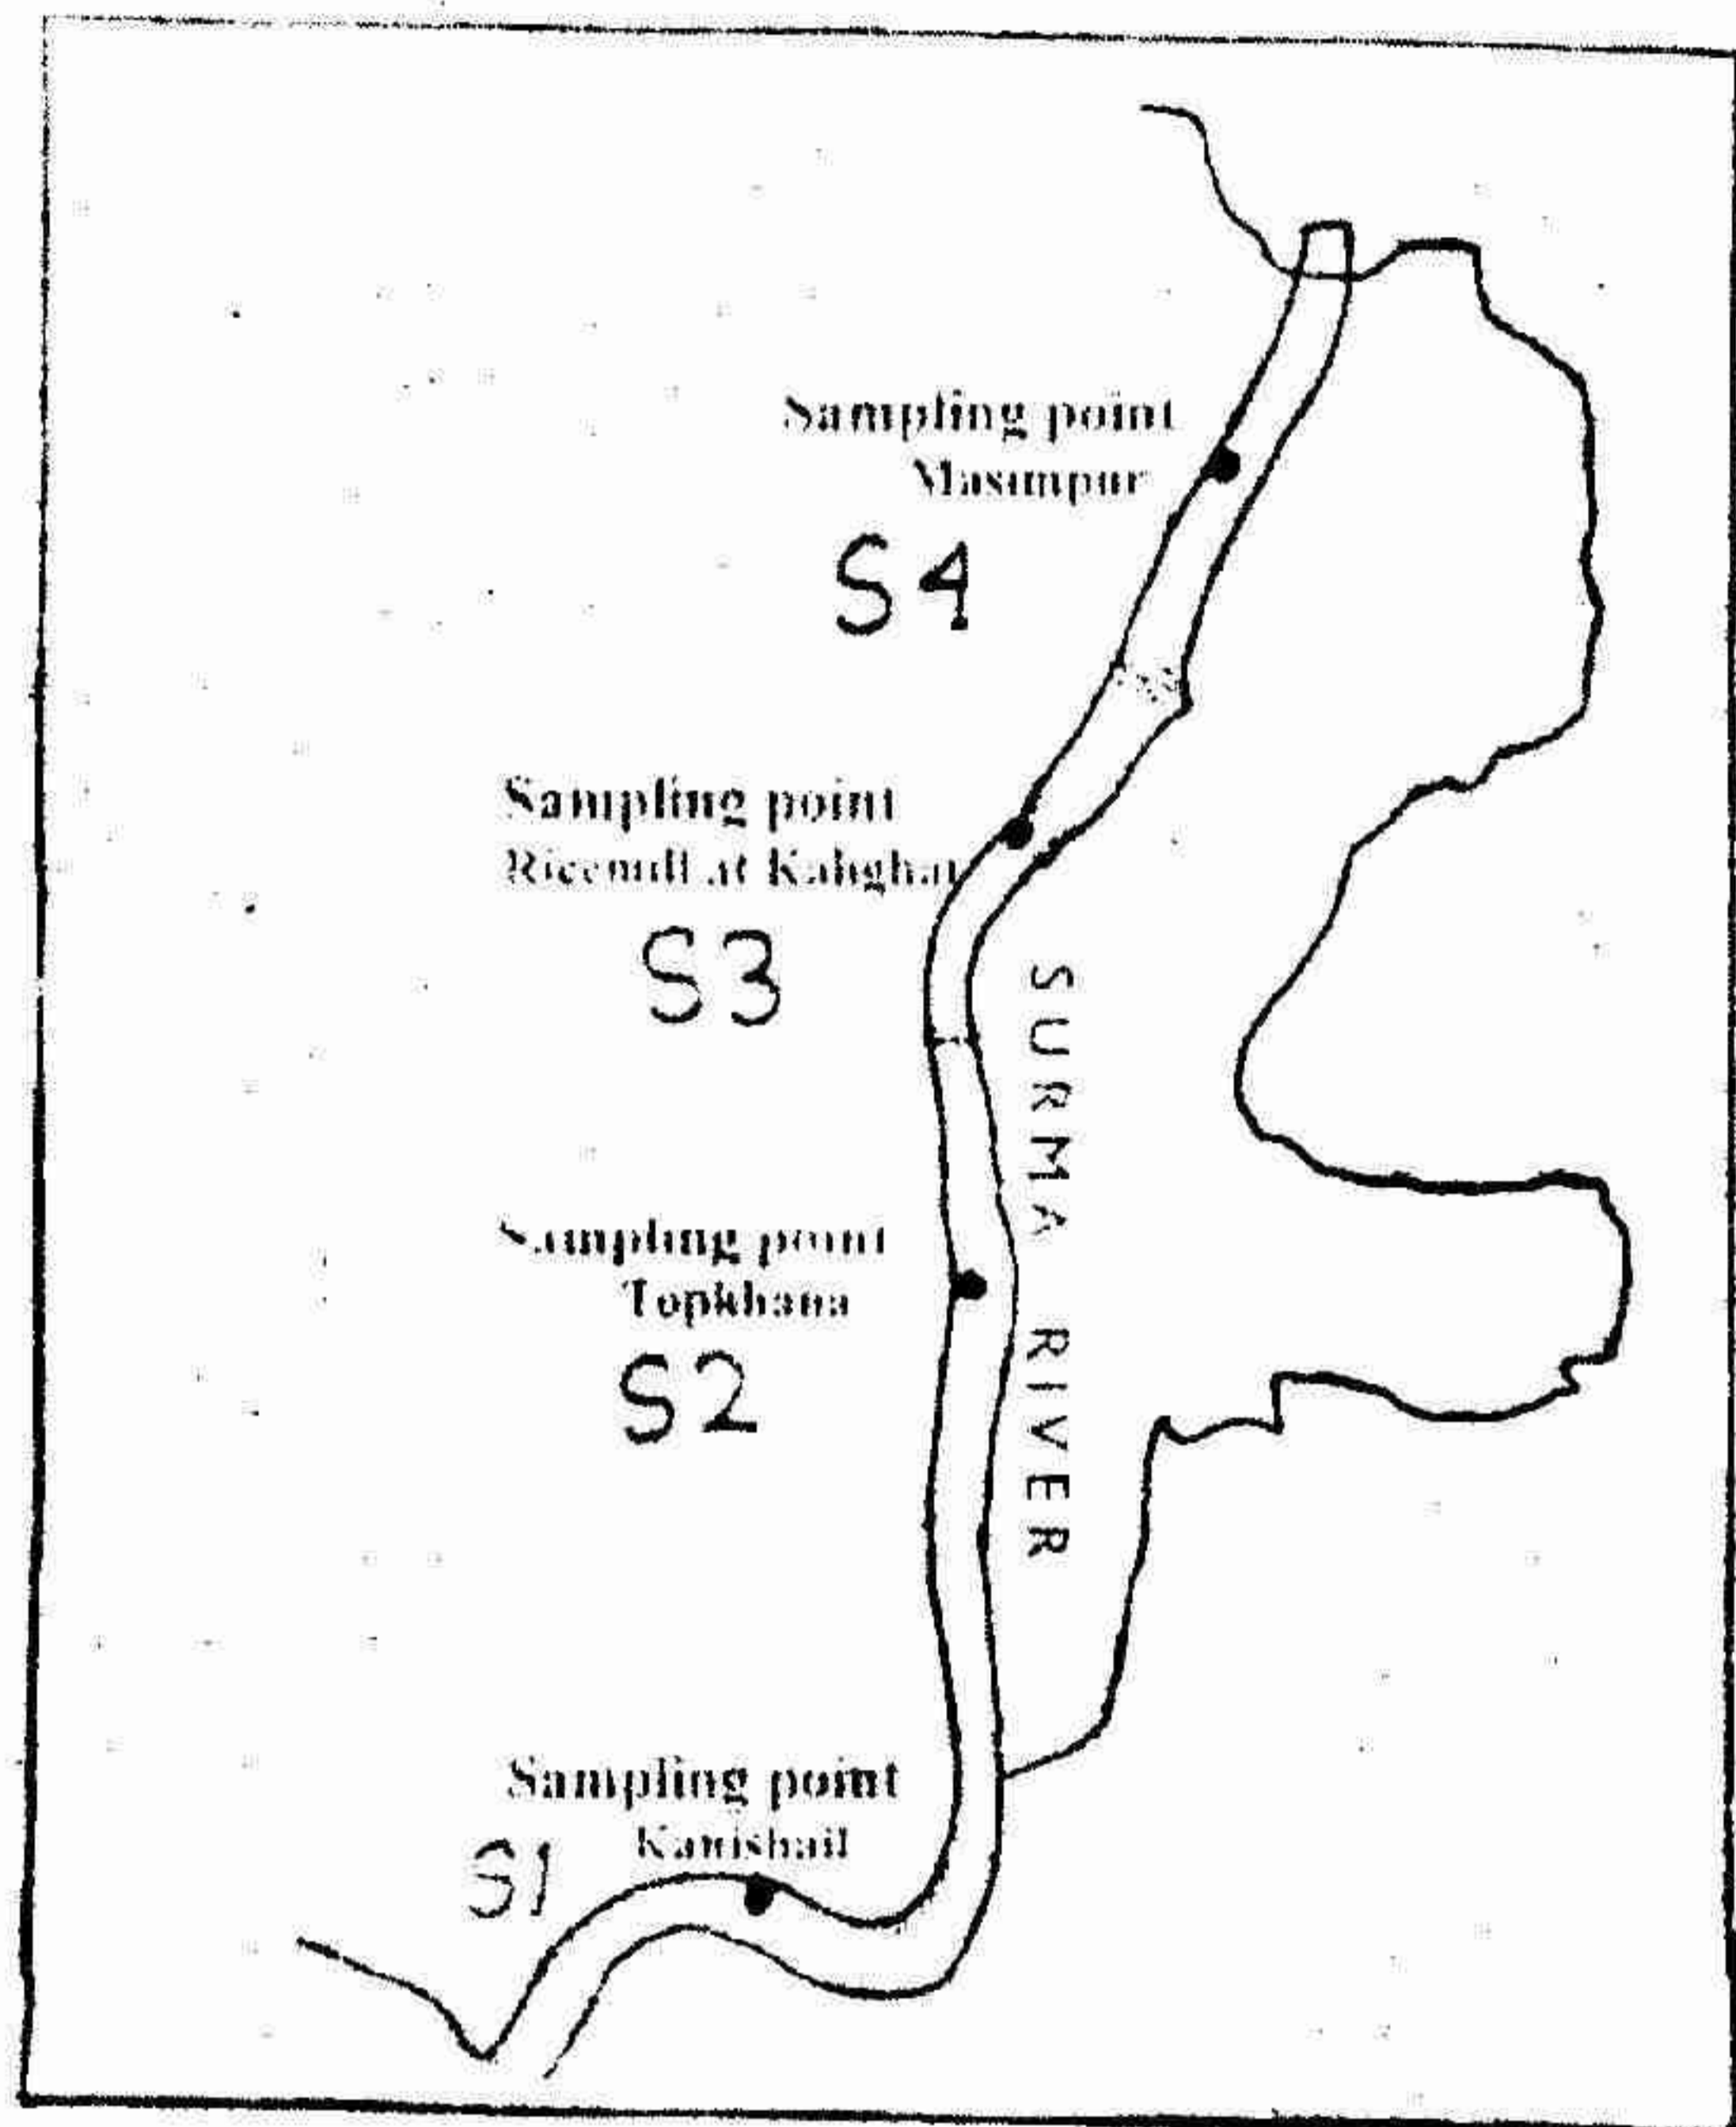 Sampling point
Masimpur
S4
Sampling point
Ricemill at Kalighat
S3
SURMA RIVER
Sampling point
Topkhana
S2
Sampling point
Kanishail
S1